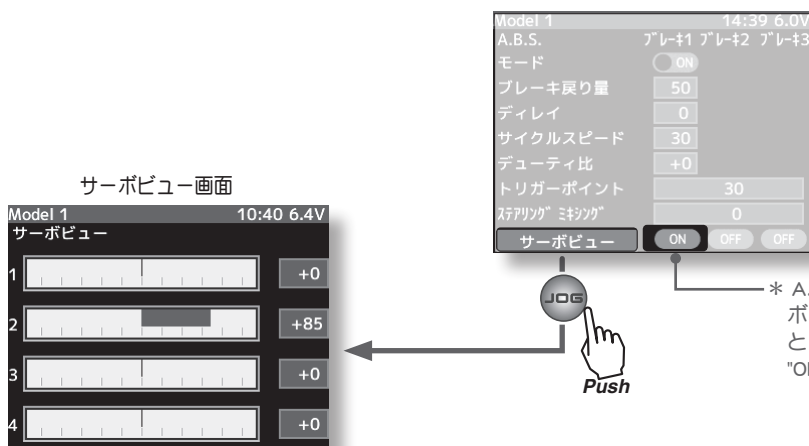 Model 1 14:39 6.0V
A.B.S. ﾌﾞﾚｰｷ1 ﾌﾞﾚｰｷ2 ﾌﾞﾚｰｷ3
モード ON
ブレーキ戻り量 50
ディレイ 0
サイクルスピード 30
デューティ比 +0
トリガーポイント 30
ｽﾃｱﾘﾝｸﾞ ﾐｷｼﾝｸﾞ 0
サーボビュー ON OFF OFF
サーボビュー画面
Model 1 10:40 6.4V
サーボビュー
1 +0
2 +85
3 +0
4 +0
JOG
Push
＊ A.
ボ
と